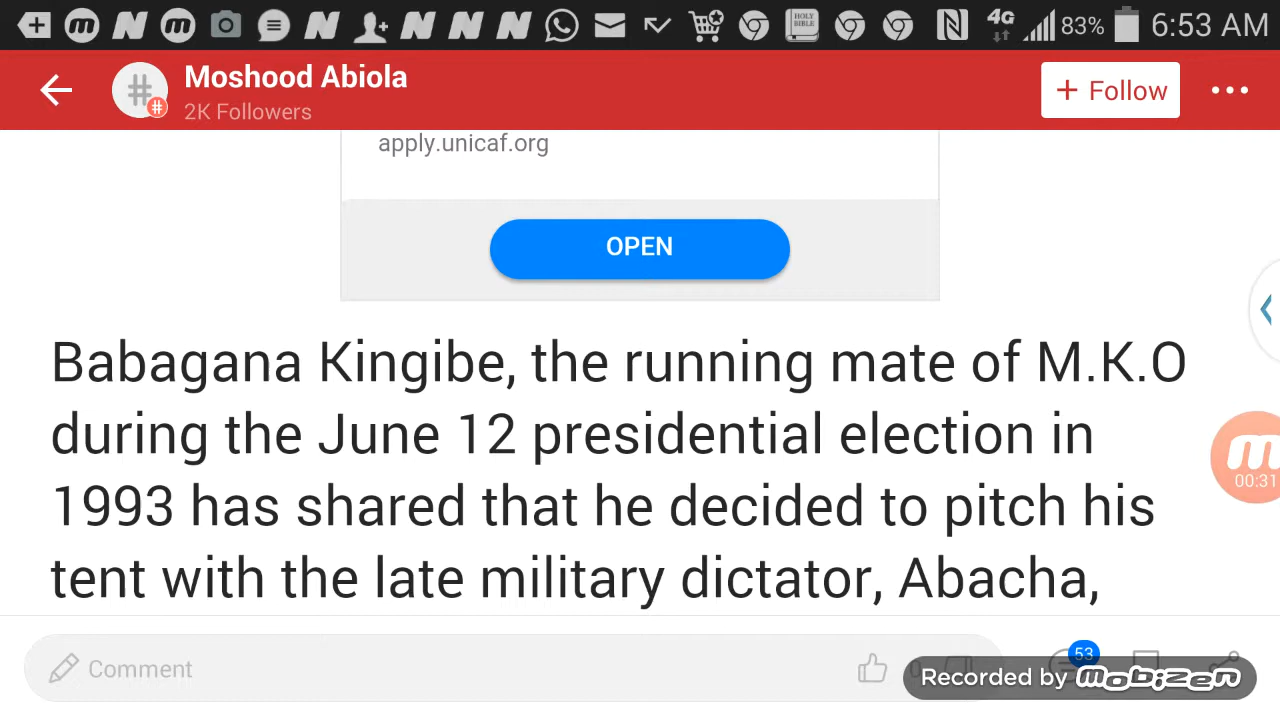 83% 6:53 AM
4G
Moshood Abiola
2K Followers
+ Follow
apply.unicaf.org
OPEN
Babagana Kingibe, the running mate of M.K.O
during the June 12 presidential election in
1993 has shared that he decided to pitch his
tent with the late military dictator, Abacha,
00:31
Comment
0
53
Recorded by mobizen